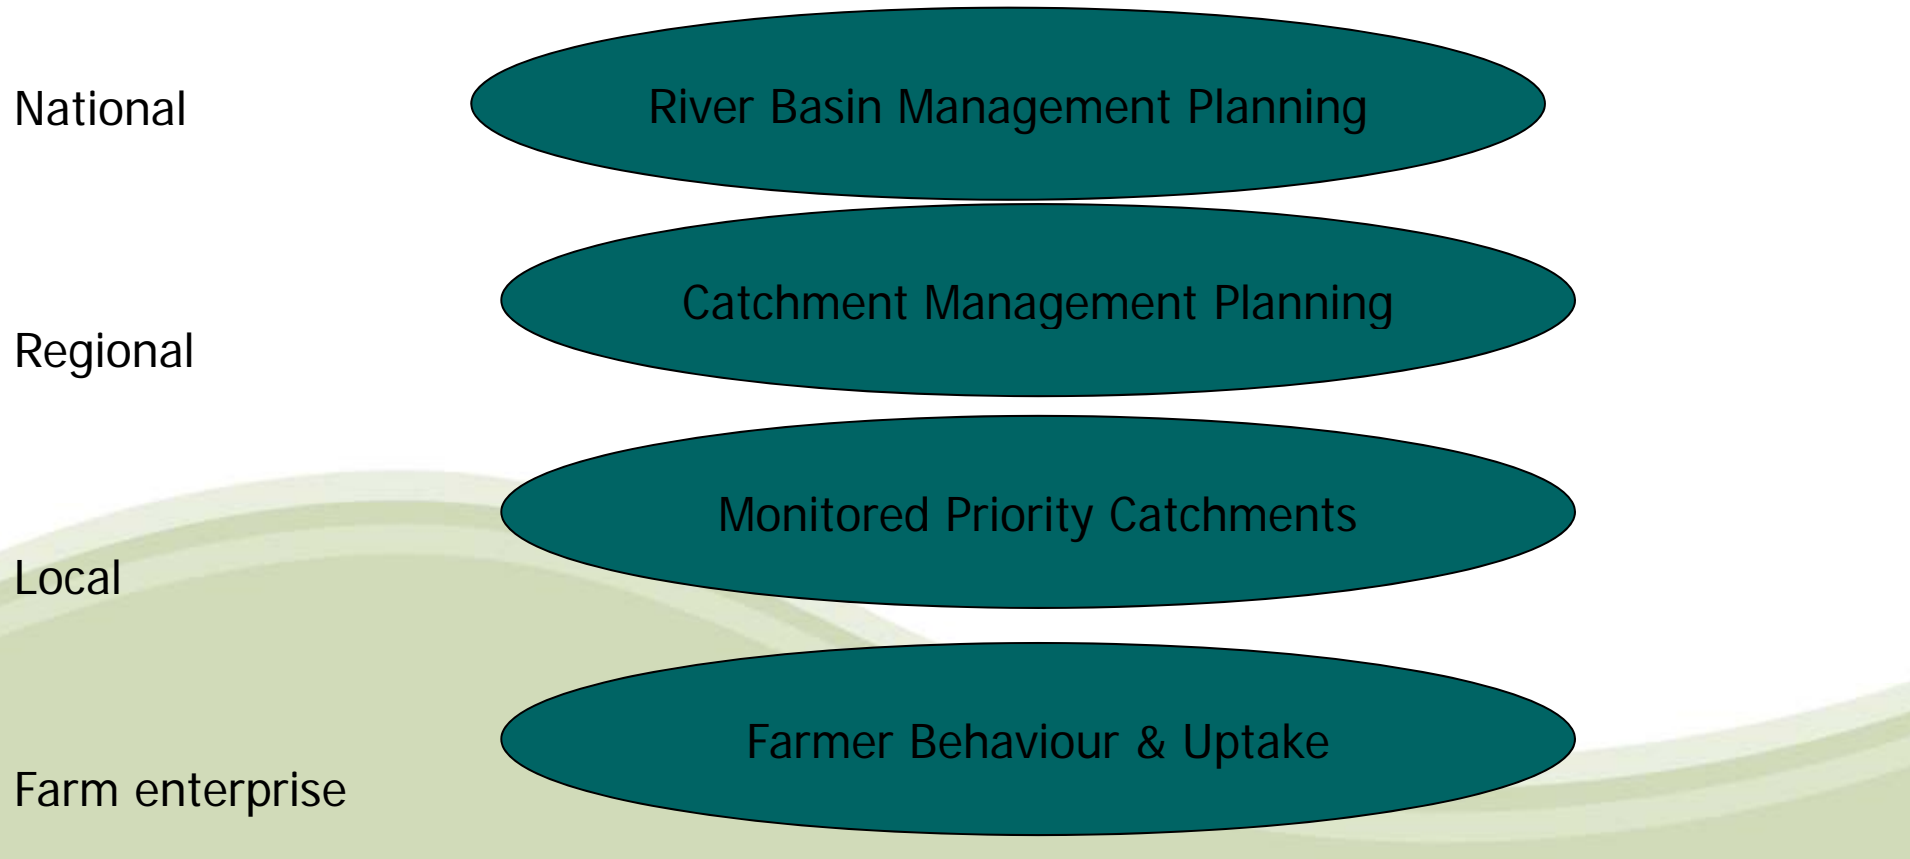 National
River Basin Management Planning
Catchment Management Planning
Regional
Monitored Priority Catchments
Local
Farmer Behaviour & Uptake
Farm enterprise